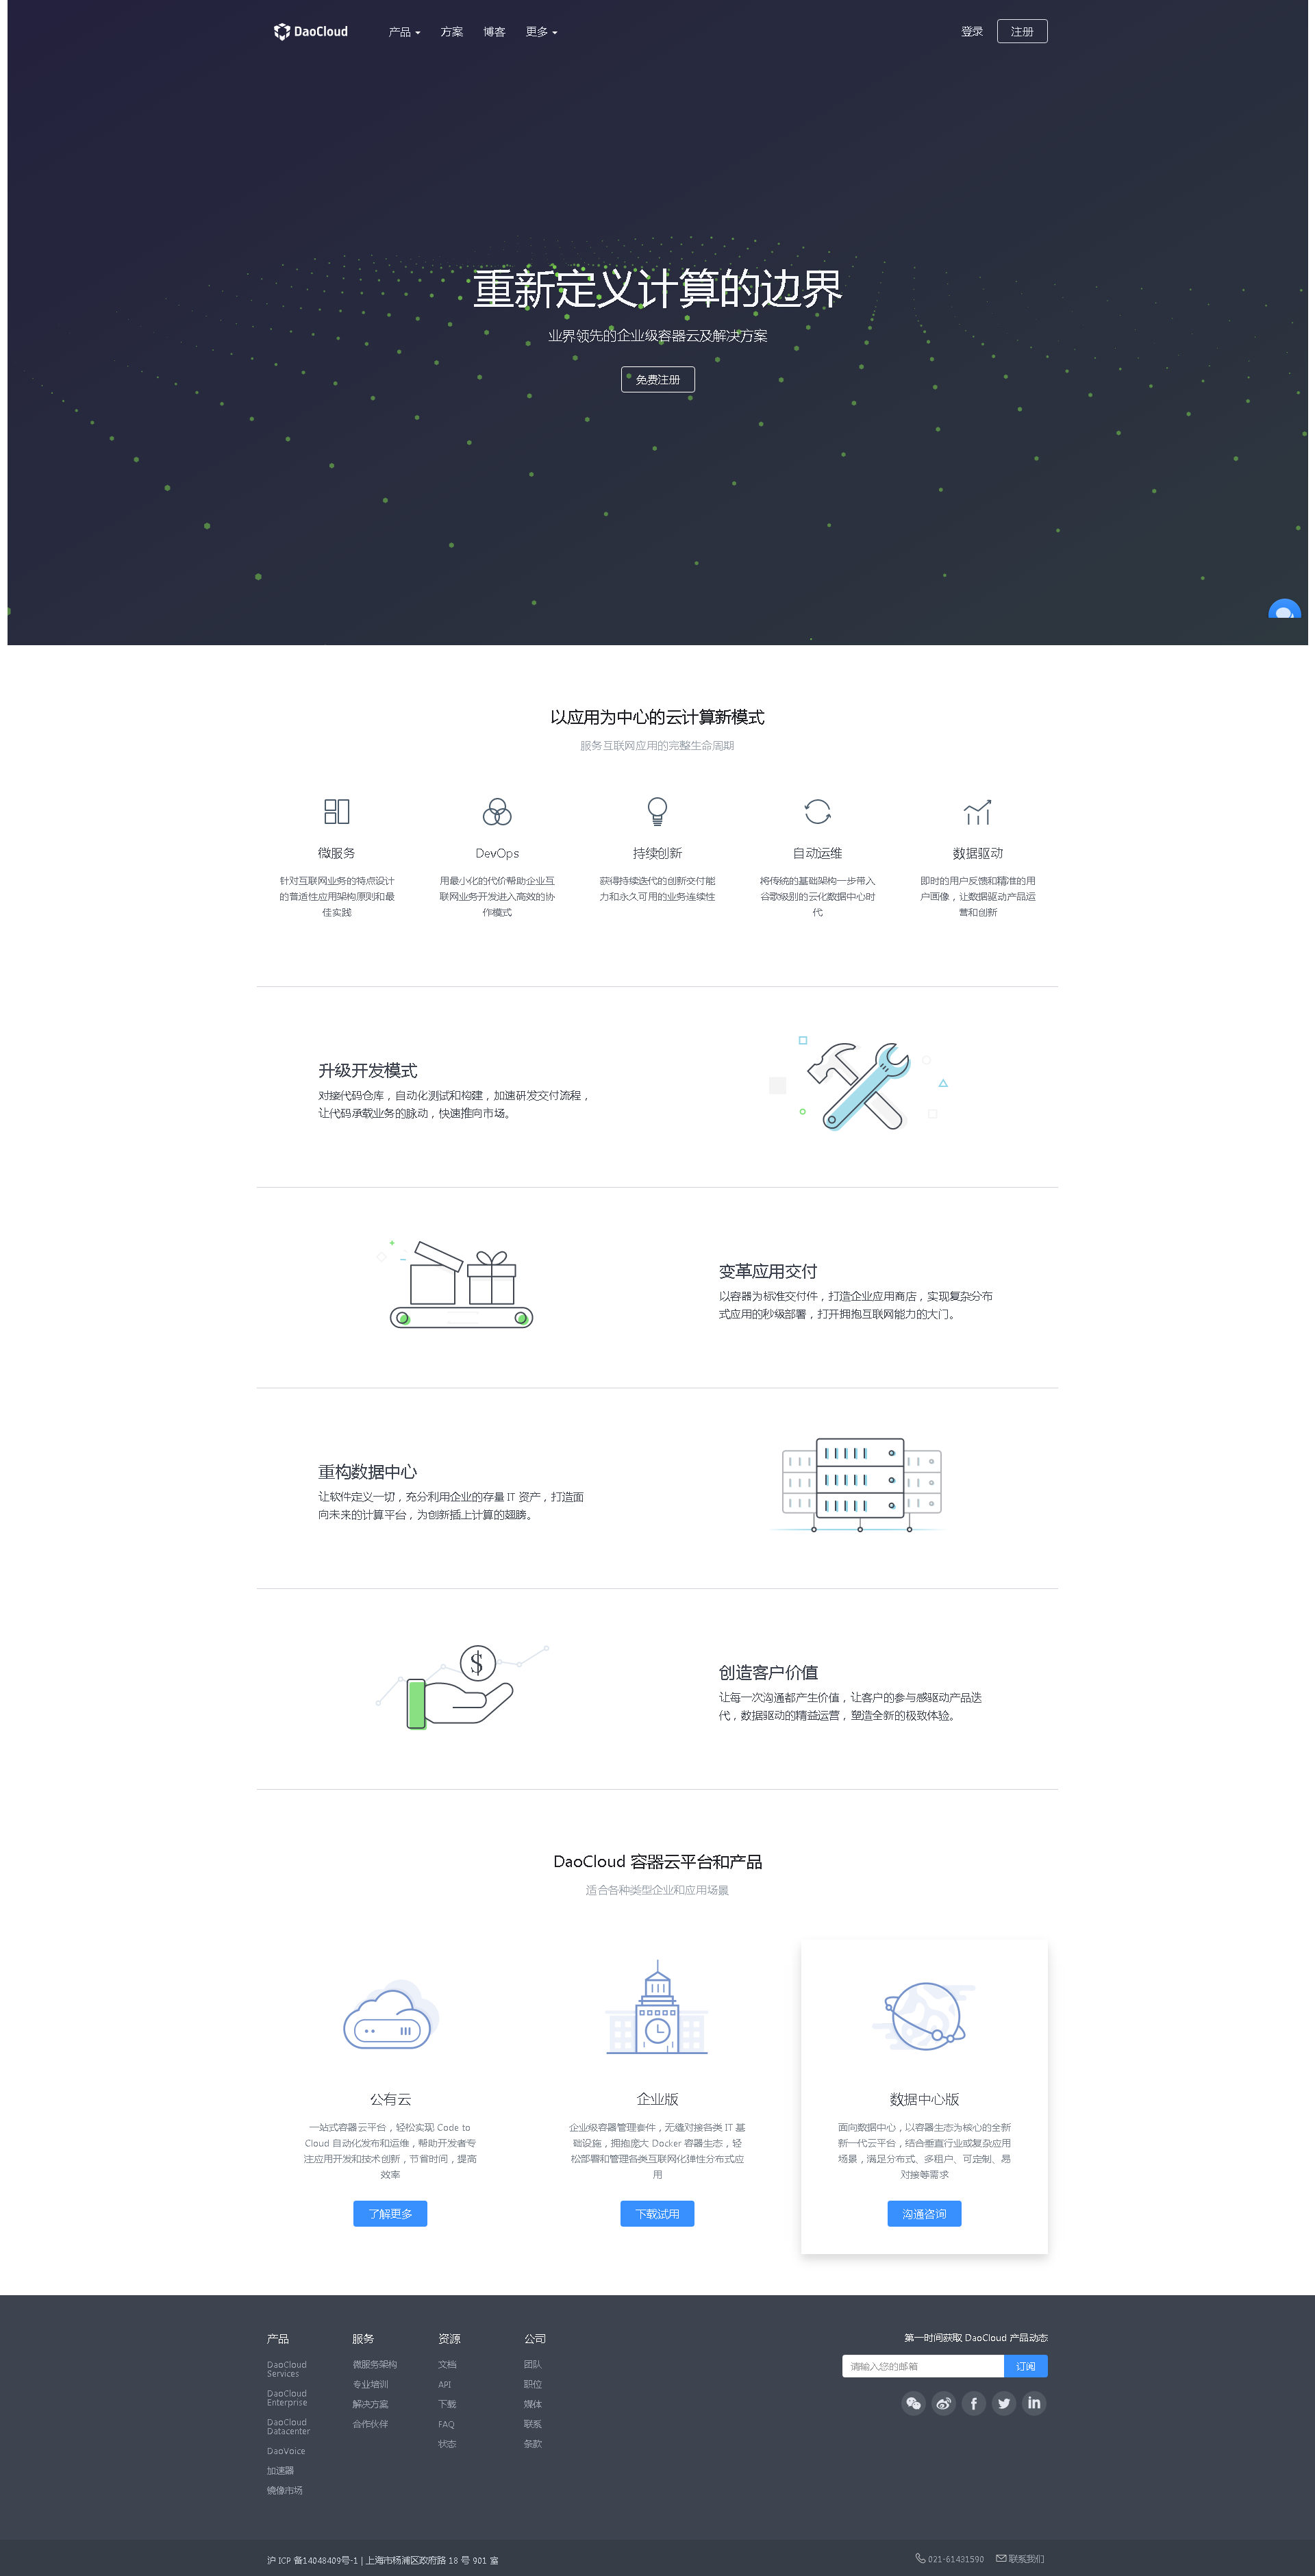 DaoCloud
产品
方案
博客
更多
登录
注册
重新定义计算的边界
业界领先的企业级容器云及解决方案
免费注册
以应用为中心的云计算新模式
服务互联网应用的完整生命周期
微服务
针对互联网业务的特点设计
的普适性应用架构原则和最
佳实践
DevOps
用最小化的代价帮助企业互
联网业务开发进入高效的协
作模式
持续创新
获得持续迭代的创新交付能
力和永久可用的业务连续性
自动运维
将传统的基础架构一步带入
谷歌级别的云化数据中心时
代
数据驱动
即时的用户反馈和精准的用
户画像，让数据驱动产品运
营和创新
升级开发模式
对接代码仓库，自动化测试和构建，加速研发交付流程，
让代码承载业务的脉动，快速推向市场。
变革应用交付
以容器为标准交付件，打造企业应用商店，实现复杂分布
式应用的秒级部署，打开拥抱互联网能力的大门。
重构数据中心
让软件定义一切，充分利用企业的存量 IT 资产，打造面
向未来的计算平台，为创新插上计算的翅膀。
$
创造客户价值
让每一次沟通都产生价值，让客户的参与感驱动产品迭
代，数据驱动的精益运营，塑造全新的极致体验。
DaoCloud 容器云平台和产品
适合各种类型企业和应用场景
公有云
一站式容器云平台，轻松实现 Code to
Cloud 自动化发布和运维，帮助开发者专
注应用开发和技术创新，节省时间，提高
效率
了解更多
企业版
企业级容器管理套件，无缝对接各类 IT 基
础设施，拥抱庞大 Docker 容器生态，轻
松部署和管理各类互联网化弹性分布式应
用
下载试用
数据中心版
面向数据中心，以容器生态为核心的全新
新一代云平台，结合垂直行业或复杂应用
场景，满足分布式、多租户、可定制、易
对接等需求
沟通咨询
产品
DaoCloud
Services
DaoCloud
Enterprise
DaoCloud
Datacenter
DaoVoice
加速器
镜像市场
服务
微服务架构
专业培训
解决方案
合作伙伴
资源
文档
API
下载
FAQ
状态
公司
团队
职位
媒体
联系
条款
第一时间获取 DaoCloud 产品动态
请输入您的邮箱
订阅
沪 ICP 备14048409号-1 | 上海市杨浦区政府路 18 号 901 室
021-61431590
联系我们